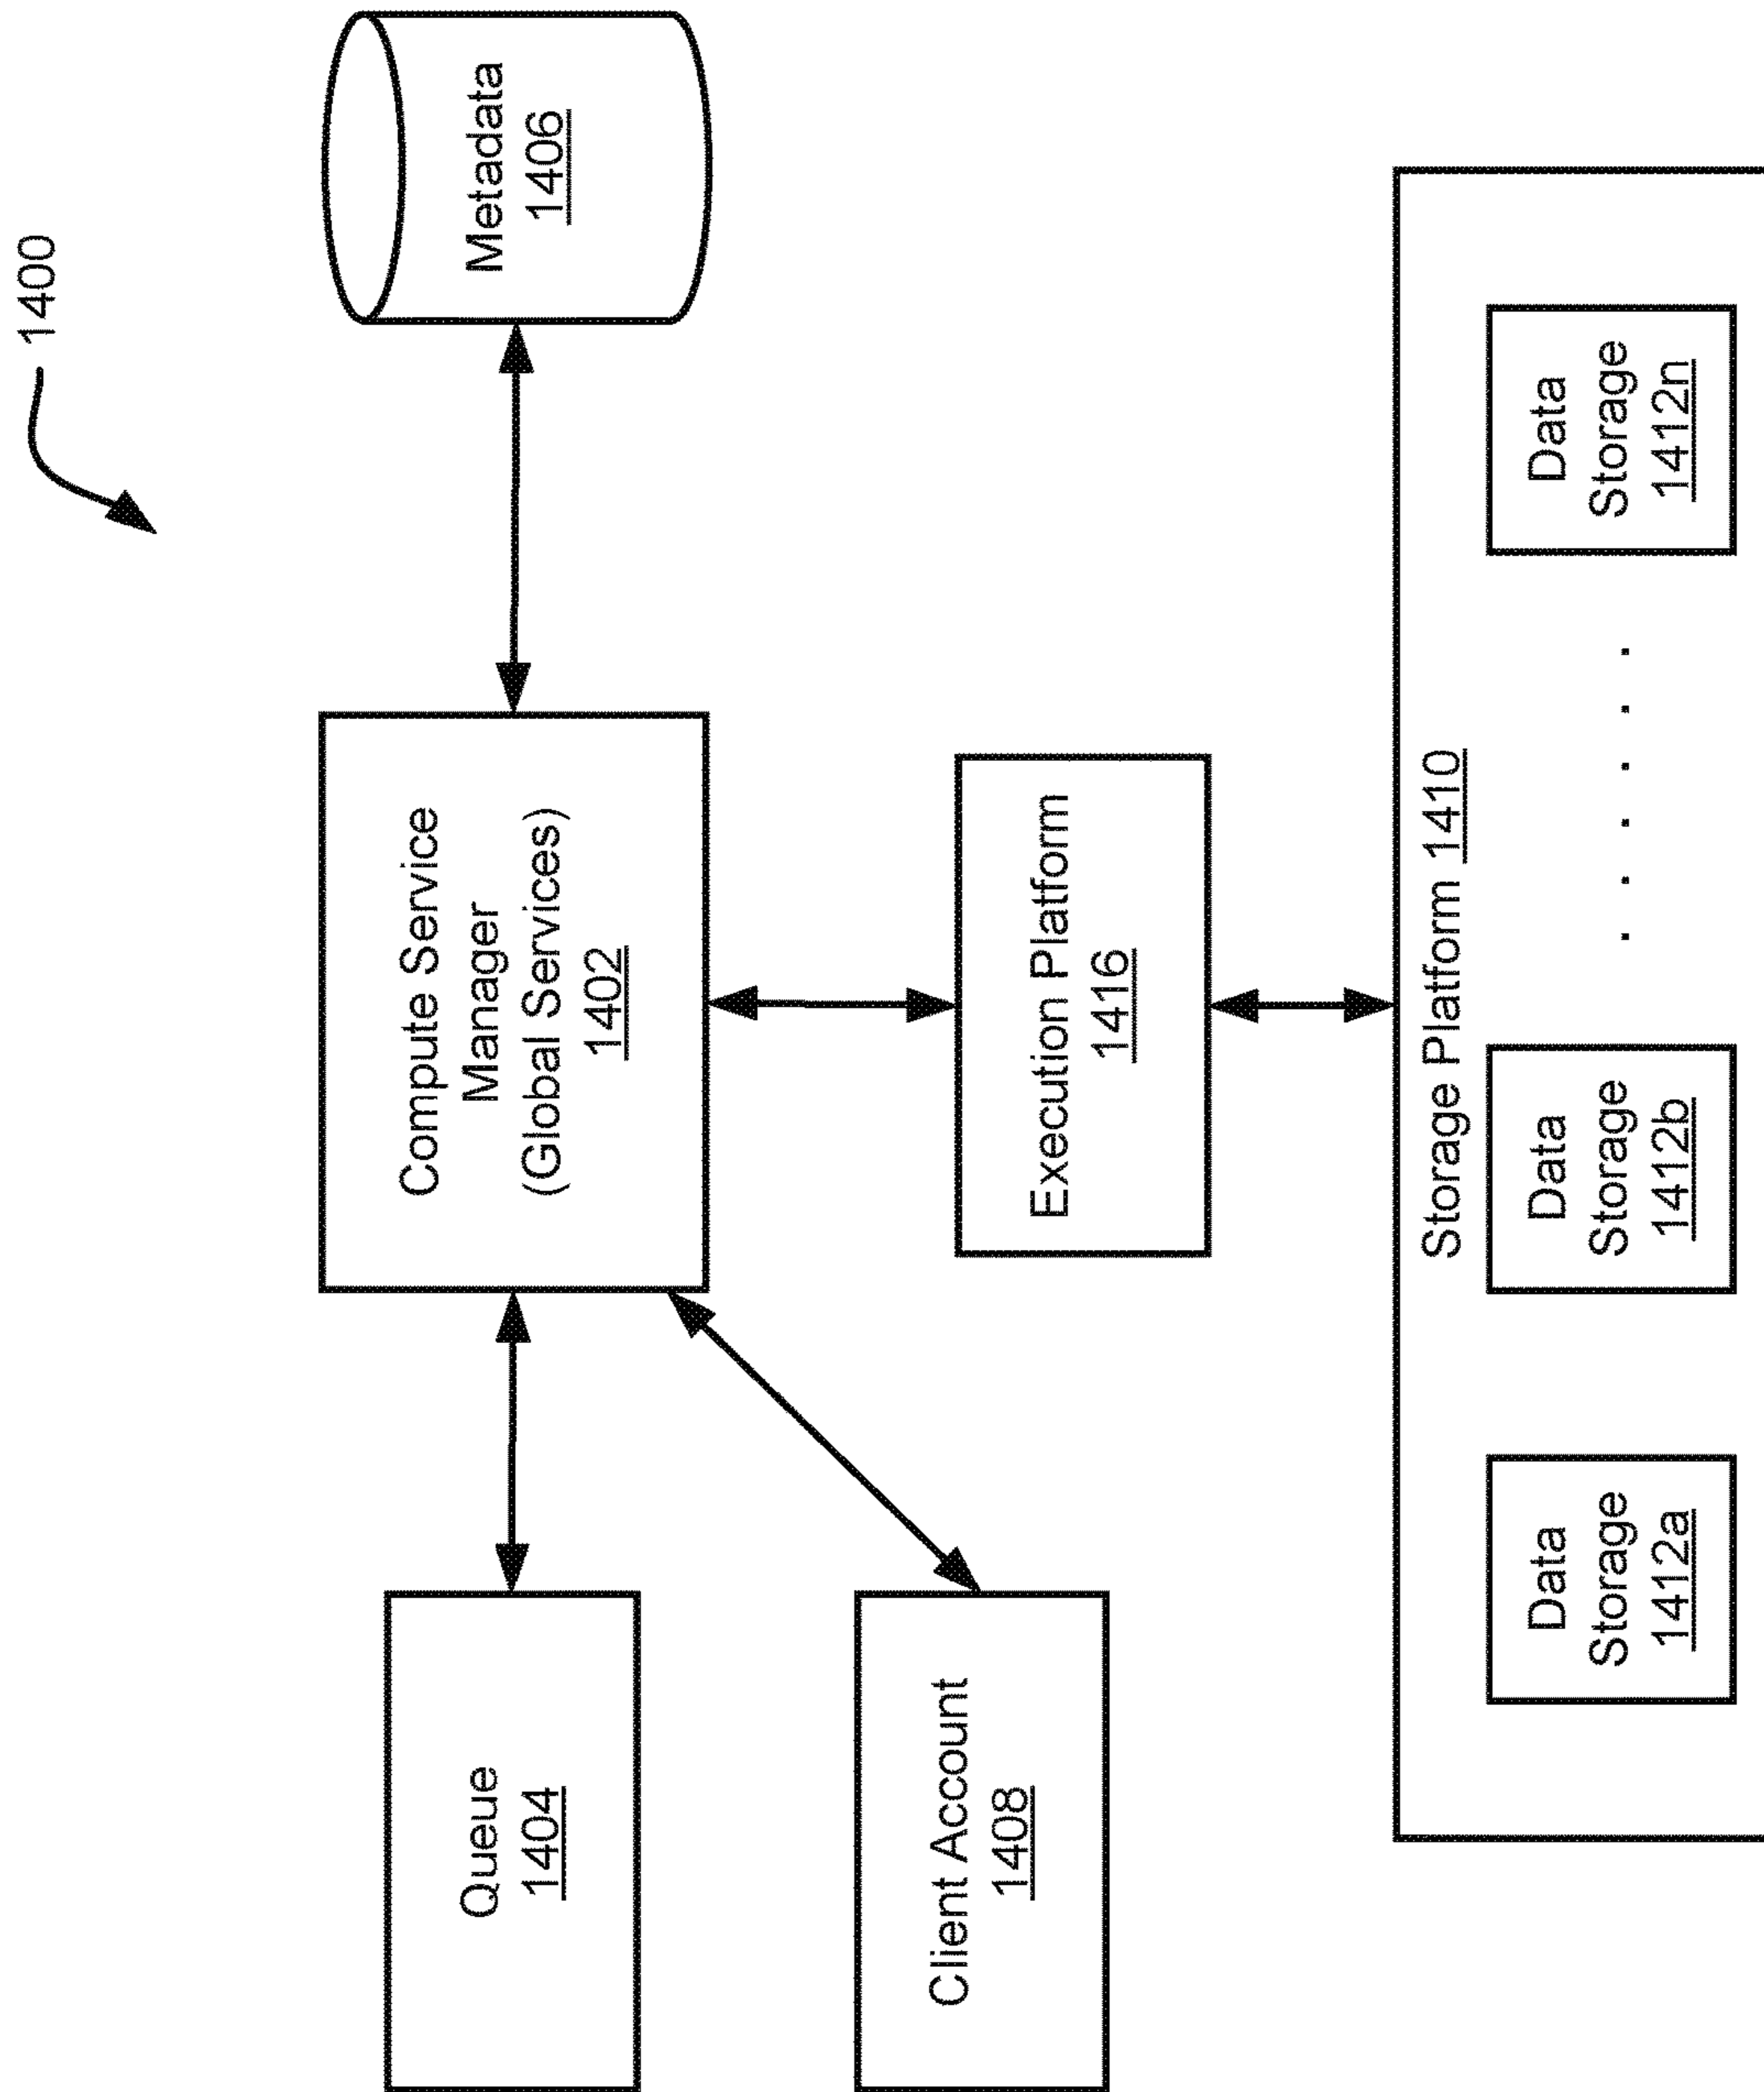 1400
Queue
1404
Compute Service
Manager
(Global Services)
1402
Metadata
1406
Client Account
1408
Execution Platform
1416
Storage Platform 1410
Data
Storage
1412a
Data
Storage
1412b
. . . . . .
Data
Storage
1412n